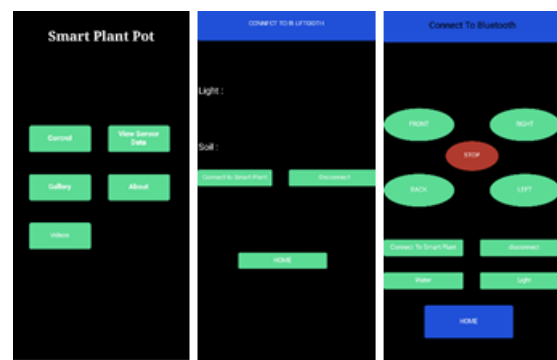 Smart Plant Pot
Control
View Sensor
Data
Gallery
About
Videos
CONNECT TO BLUETOOTH
Light :
Soil :
Connect to Smart Plant
Disconnect
HOME
Connect To Bluetooth
FRONT
RIGHT
STOP
BACK
LEFT
Connect To Smart Plant
disconnect
Water
Light
HOME